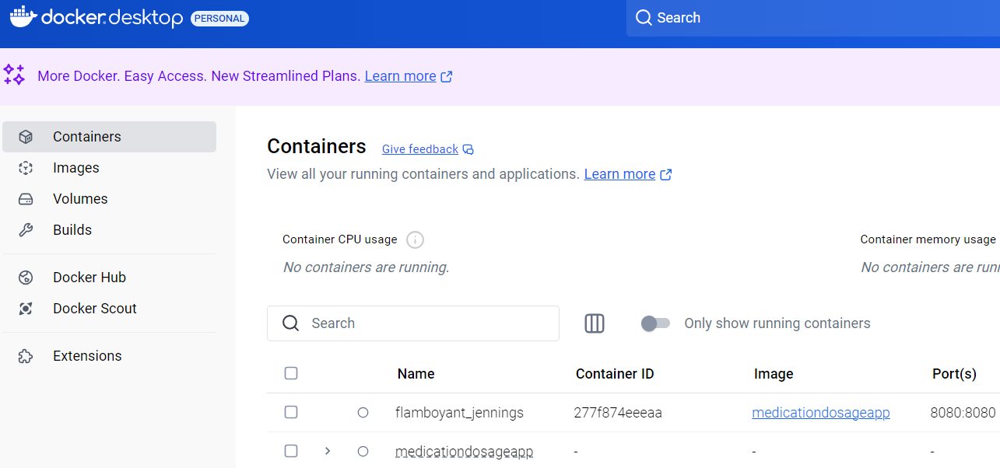 docker.desktop PERSONAL
Search
More Docker. Easy Access. New Streamlined Plans. Learn more
Containers
Images
Volumes
Builds
Docker Hub
Docker Scout
Extensions
Containers Give feedback
View all your running containers and applications. Learn more
Container CPU usage
No containers are running.
Container memory usage
No containers are
Search
Only show running containers
Name Container ID Image Port(s)
flamboyant_jennings 277f874eeeaa medicationdosageapp 8080:8080
medicationdosageapp - - -